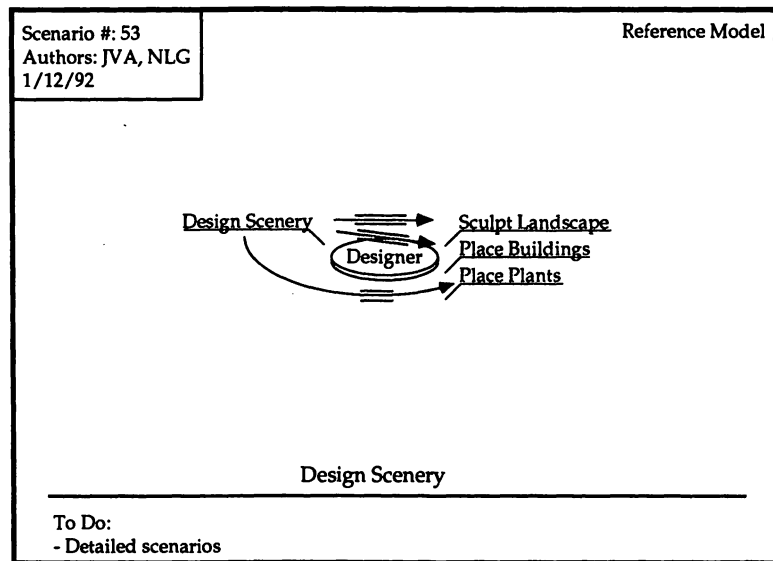 Scenario #: 53
Authors: JVA, NLG
1/12/92
Reference Model
Design Scenery
Sculpt Landscape
Designer
Place Buildings
Place Plants
Design Scenery
To Do:
- Detailed scenarios